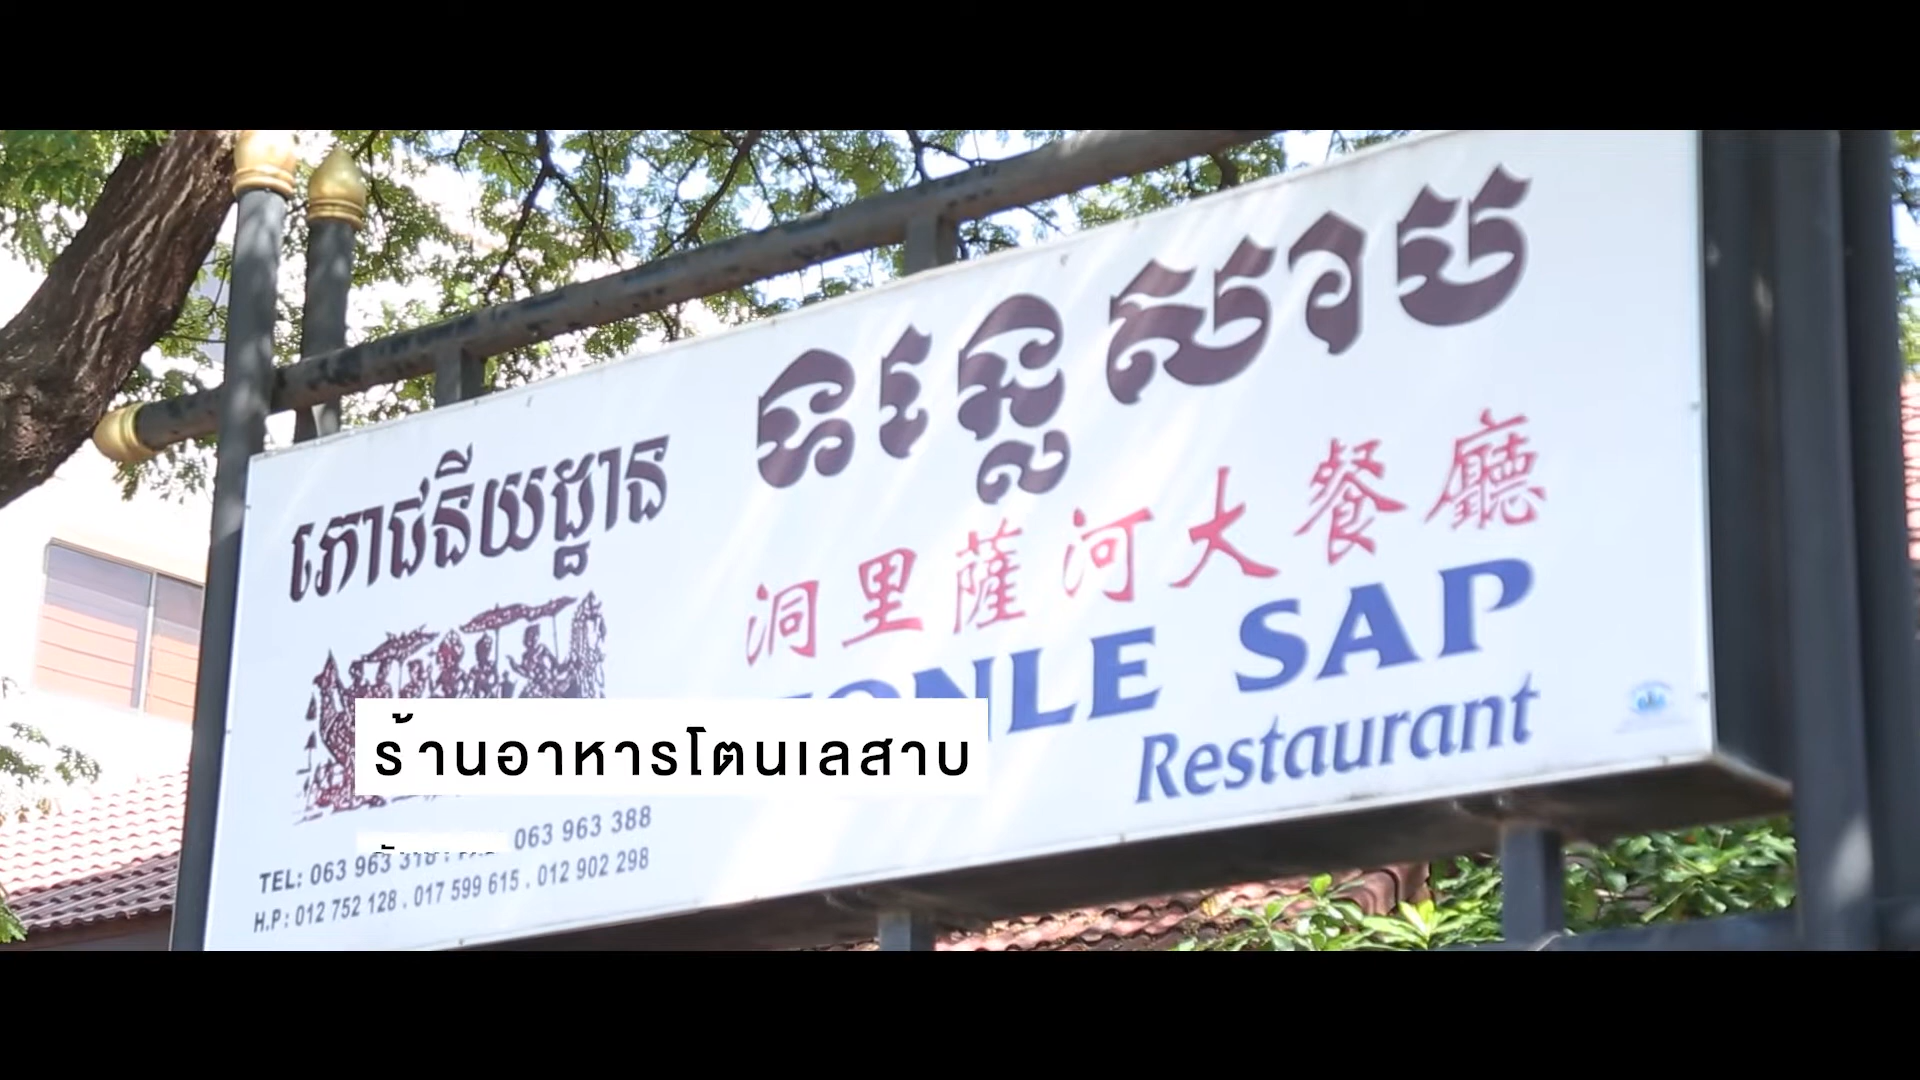 ភោជនីយដ្ឋាន
ទន្លេសាប
洞里薩河大餐廳
NLE SAP
Restaurant
ร้านอาหารโตนเลสาบ
TEL: 063 963 063 963 388
H.P: 012 752 128 . 017 599 615 . 012 902 298